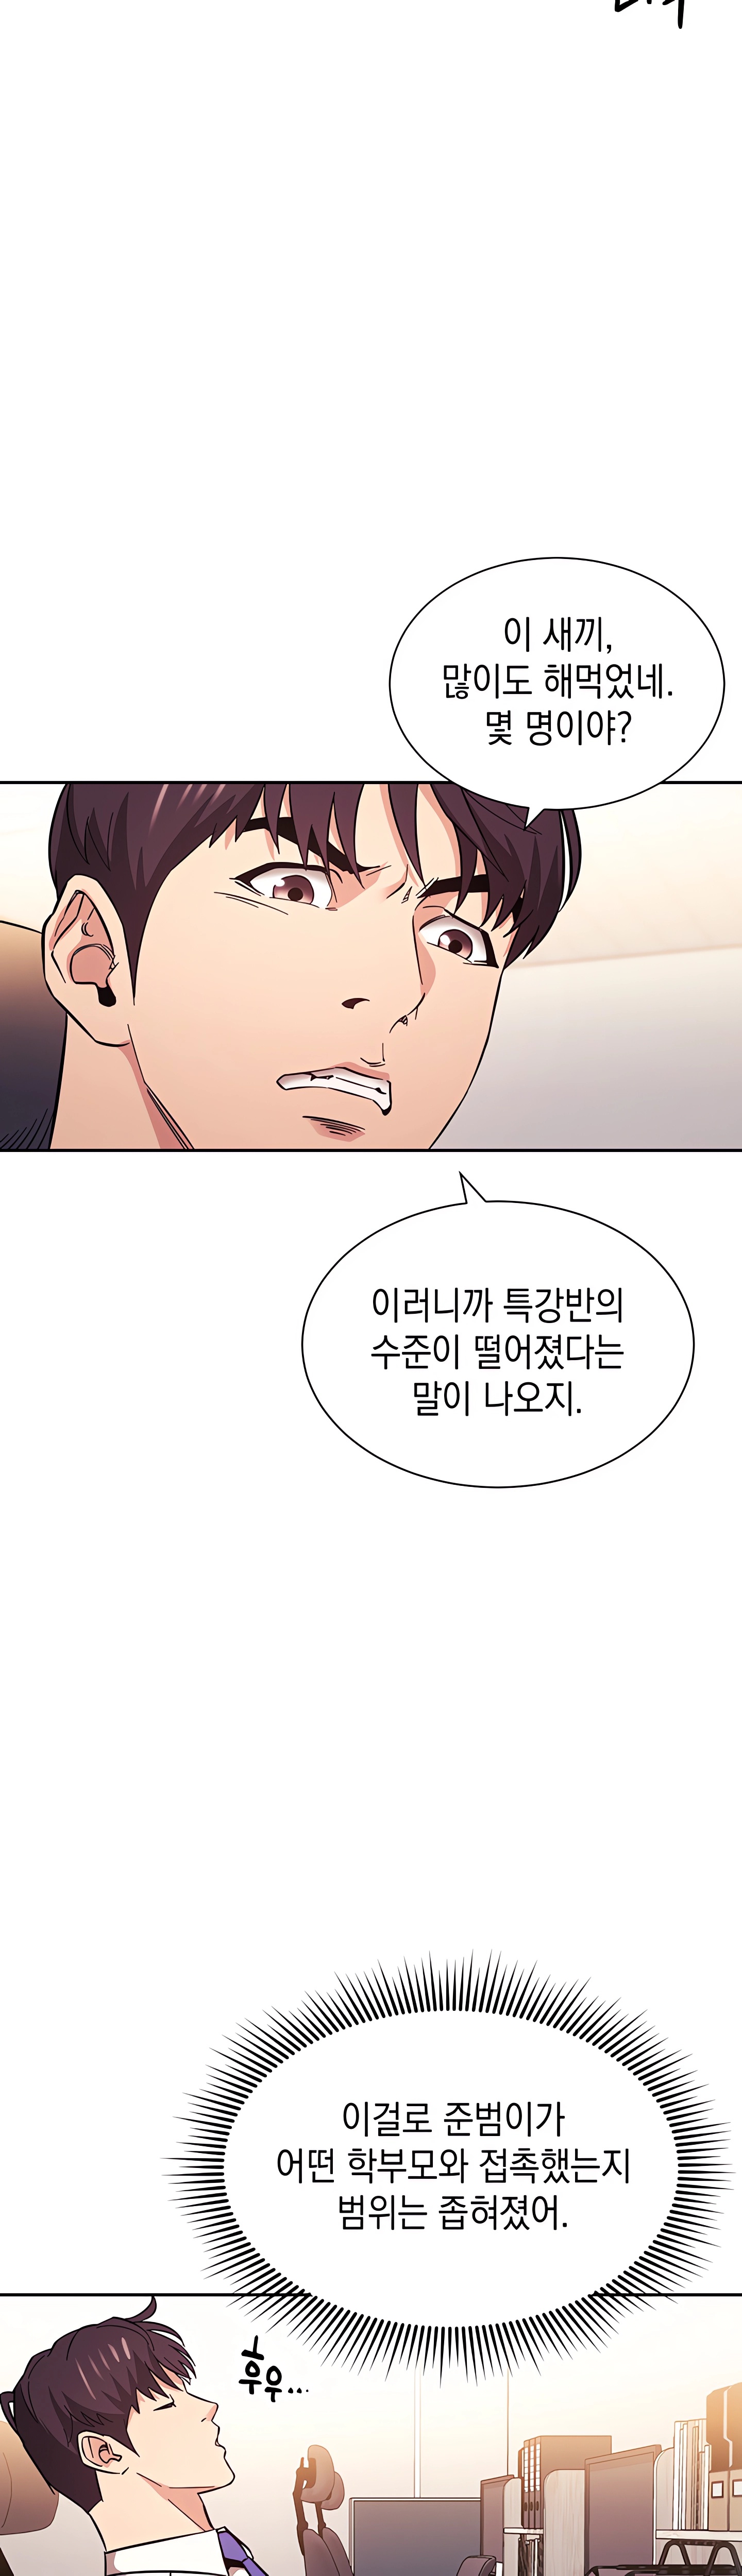 이 새끼,
많이도 해먹었네.
몇 명이야?
이러니까 특강반의
수준이 떨어졌다는
말이 나오지.
이걸로 준범이가
어떤 학부모와 접촉했는지
범위는 좁혀졌어.
후우...